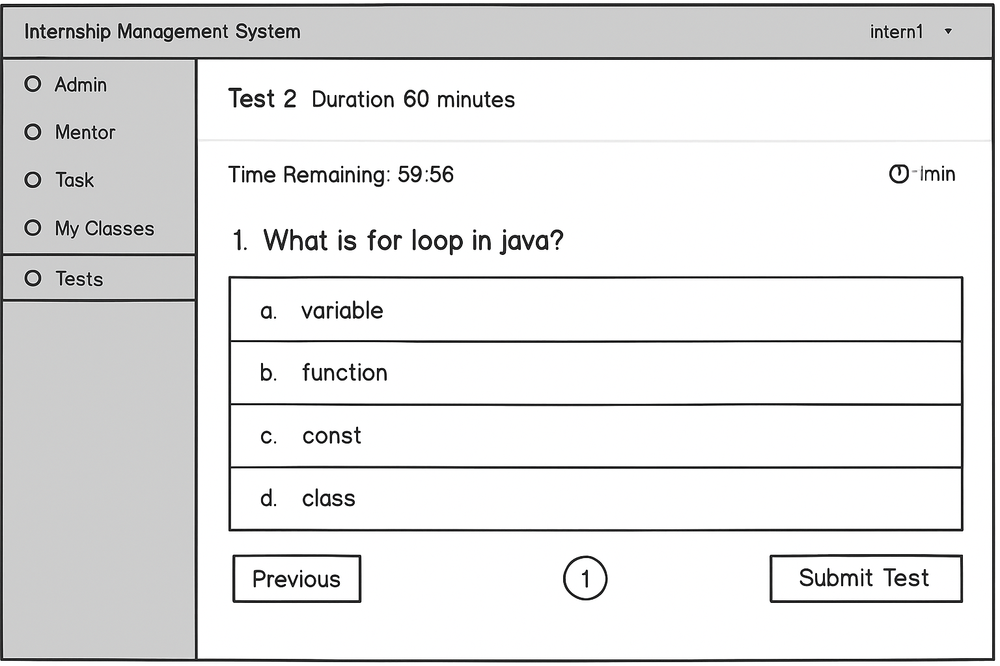 Internship Management System
intern1
Admin
Mentor
Task
My Classes
Tests
Test 2 Duration 60 minutes
Time Remaining: 59:56
1. What is for loop in java?
a. variable
b. function
c. const
d. class
Previous
1
Submit Test